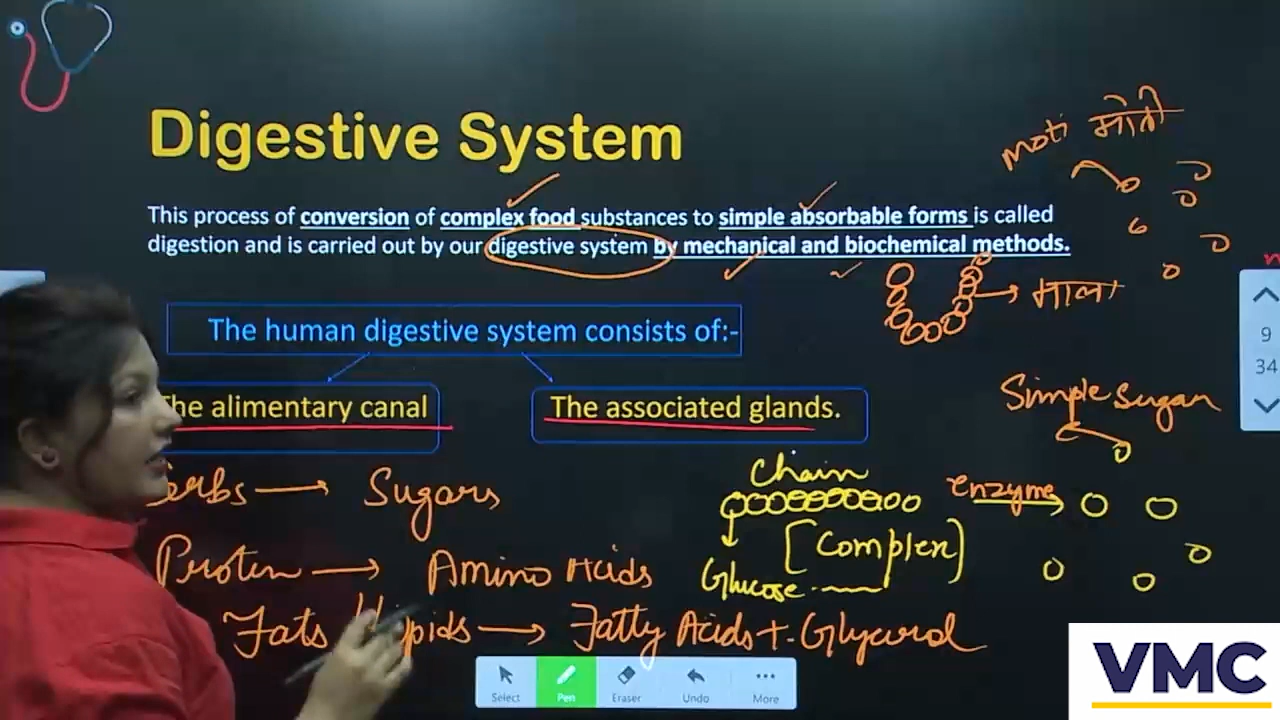 Digestive System
This process of conversion of complex food substances to simple absorbable forms is called
digestion and is carried out by our digestive system by mechanical and biochemical methods.
Moti मोती
माला
The human digestive system consists of:-
The alimentary canal
The associated glands.
Simple Sugar
Sugars
Chain
enzyme
[Complex]
Protein → Amino Acids
Glucose
Fats / Lipids → Fatty Acids + Glycerol
9
34
Select
Pen
Eraser
Undo
More
VMC